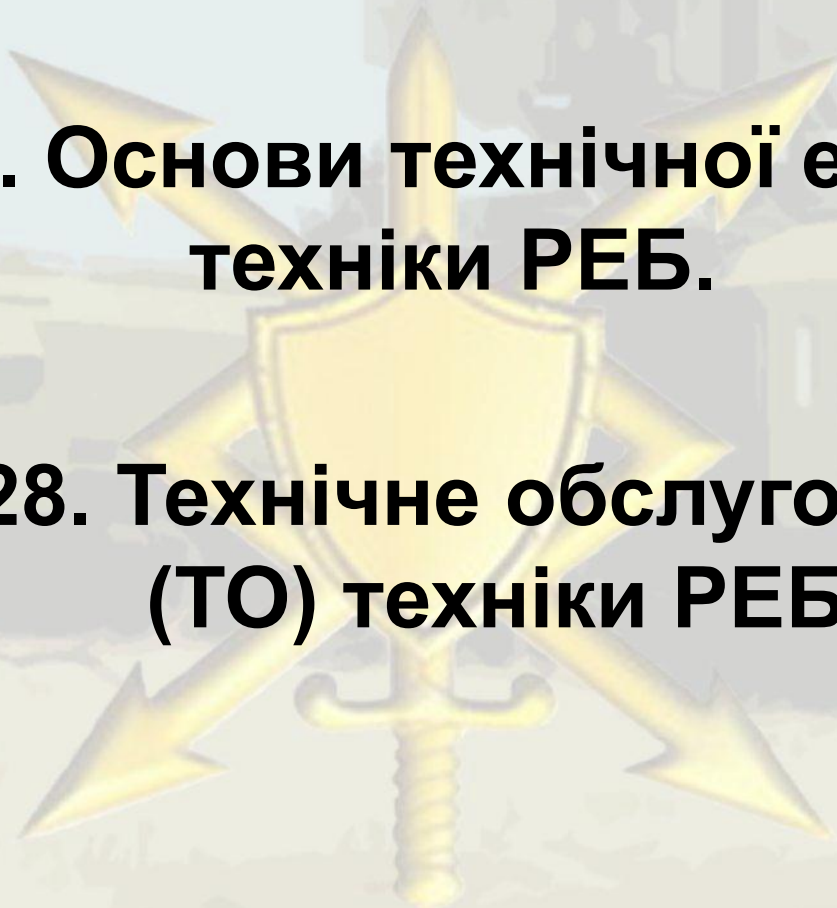 . Основи технічної е
техніки РЕБ.
28. Технічне обслуго
(ТО) техніки РЕБ